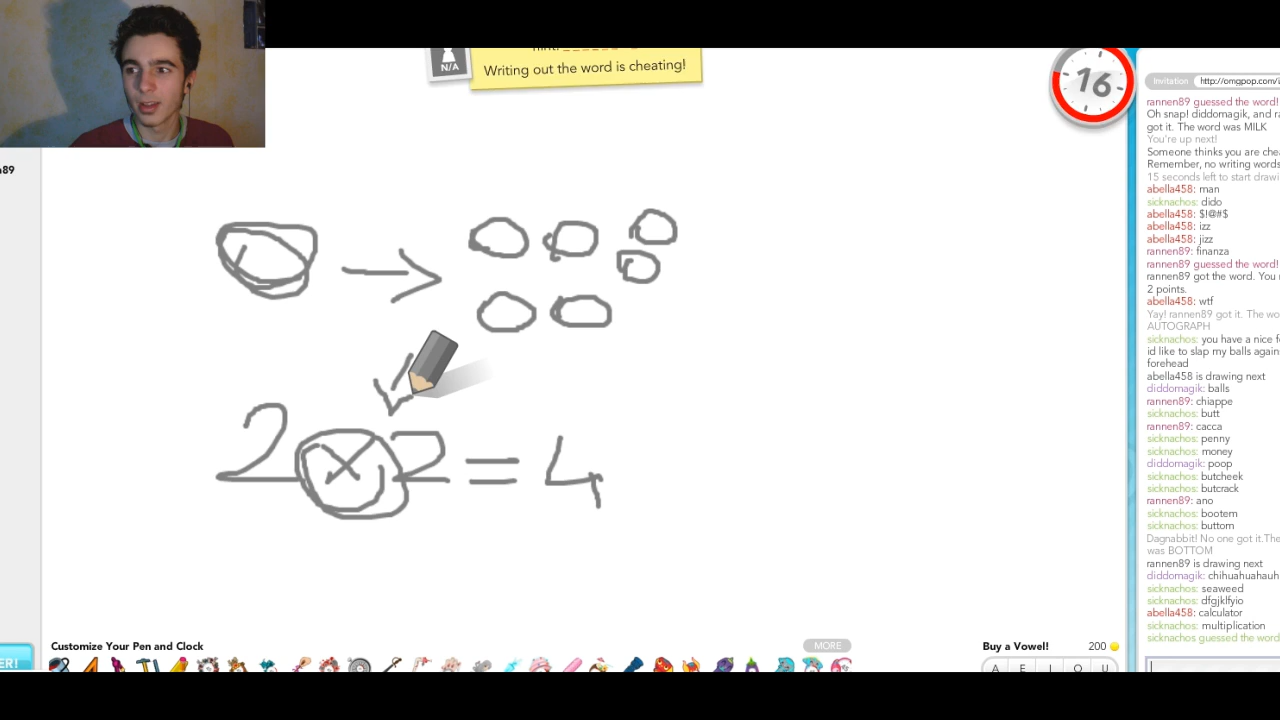 Writing out the word is cheating!
N/A
16
Invitation http://omgpop.com/
89
rannen89 guessed the word!
Oh snap! diddomagik, and
got it. The word was MILK
You're up next!
Someone thinks you are
Remember, no writing words
15 seconds left to start
abella458: man
sicknachos: dido
abella458: $!@#$
abella458: izz
abella458: jizz
rannen89: finanza
rannen89 guessed the word!
rannen89 got the word. You
2 points.
abella458: wtf
Yay! rannen89 got it. The
AUTOGRAPH
sicknachos: you have a nice
id like to slap my balls
forehead
abella458 is drawing next
diddomagik: balls
rannen89: chiappe
sicknachos: butt
rannen89: cacca
sicknachos: penny
sicknachos: money
diddomagik: poop
sicknachos: butcheek
sicknachos: butcrack
rannen89: ano
sicknachos: bootem
sicknachos: buttom
Dagnabbit! No one got it.The
was BOTTOM
rannen89 is drawing next
diddomagik: chihuahuahauh
sicknachos: seaweed
sicknachos: dfgjklfyio
abella458: calculator
sicknachos: multiplication
sicknachos guessed the word
2 x 2 = 4
Customize Your Pen and Clock
MORE
Buy a Vowel! 200
A E I O U
ER!